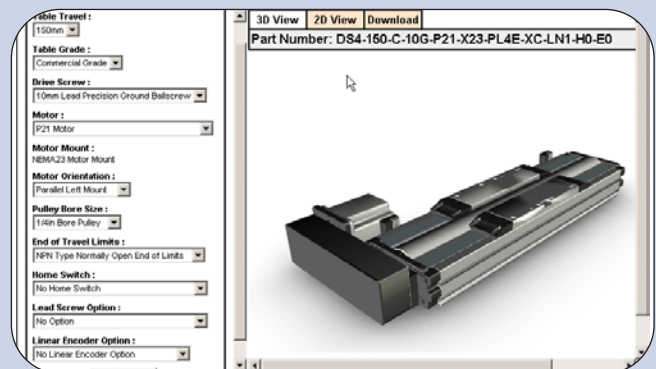 Table Travel :
150mm
Table Grade :
Commercial Grade
Drive Screw :
10mm Lead Precision Ground Ballscrew
Motor :
P21 Motor
Motor Mount :
NEMA23 Motor Mount
Motor Orientation :
Parallel Left Mount
Pulley Bore Size :
1/4in Bore Pulley
End of Travel Limits :
NPN Type Normally Open End of Limits
Home Switch :
No Home Switch
Lead Screw Option :
No Option
Linear Encoder Option :
No Linear Encoder Option
3D View 2D View Download
Part Number: DS4-150-C-10G-P21-X23-PL4E-XC-LN1-H0-E0